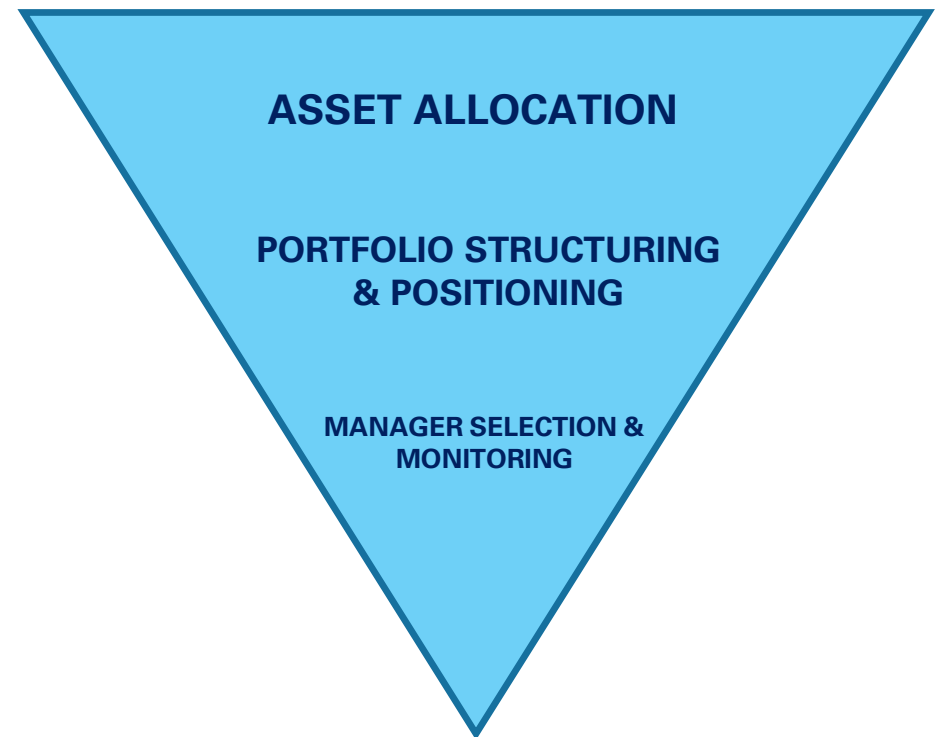 ASSET ALLOCATION
PORTFOLIO STRUCTURING
& POSITIONING
MANAGER SELECTION &
MONITORING